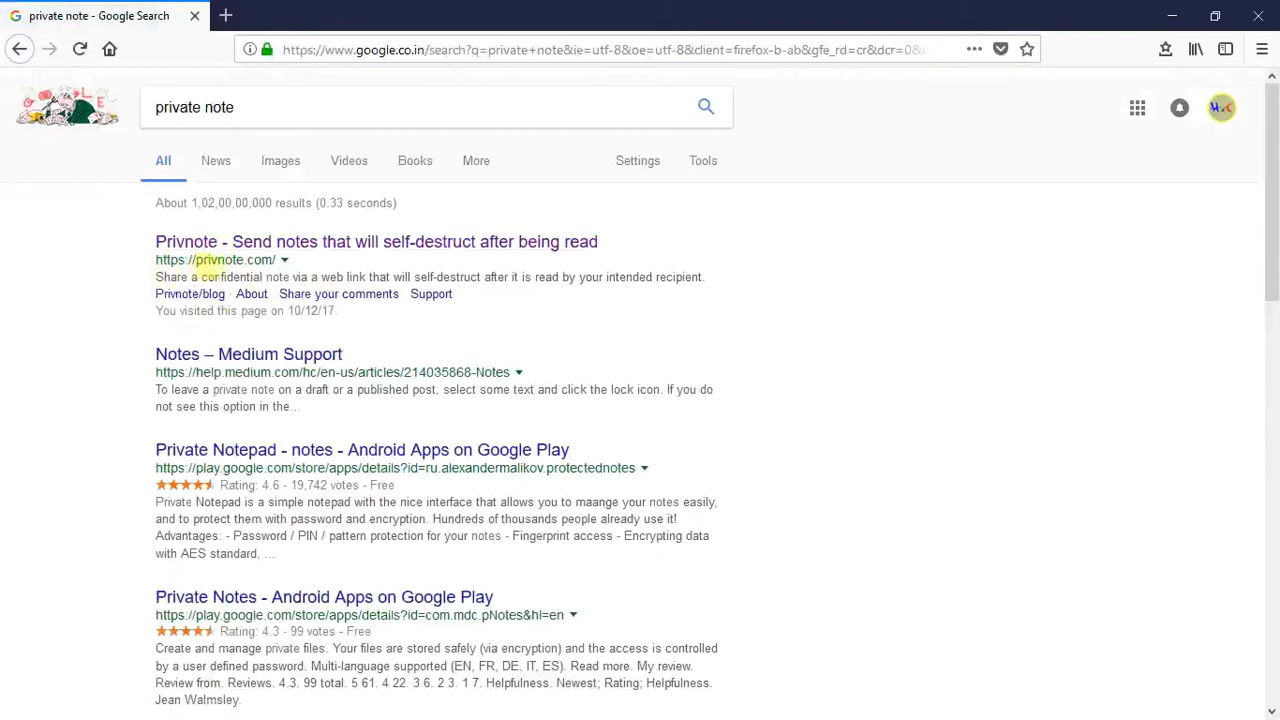 private note - Google Search
https://www.google.co.in/search?q=private+note&ie=utf-8&oe=utf-8&client=firefox-b-ab&gfe_rd=cr&dcr=0&
private note
All News Images Videos Books More Settings Tools
About 1,02,00,00,000 results (0.33 seconds)
Privnote - Send notes that will self-destruct after being read
https://privnote.com/
Share a confidential note via a web link that will self-destruct after it is read by your intended recipient.
Privnote/blog · About Share your comments Support
You visited this page on 10/12/17.
Notes – Medium Support
https://help.medium.com/hc/en-us/articles/214035868-Notes
To leave a private note on a draft or a published post, select some text and click the lock icon. If you do
not see this option in the...
Private Notepad - notes - Android Apps on Google Play
https://play.google.com/store/apps/details?id=ru.alexandermalikov.protectednotes
Rating: 4.6 - 19,742 votes - Free
Private Notepad is a simple notepad with the nice interface that allows you to maange your notes easily,
and to protect them with password and encryption. Hundreds of thousands people already use it!
Advantages: - Password / PIN / pattern protection for your notes - Fingerprint access - Encrypting data
with AES standard, ...
Private Notes - Android Apps on Google Play
https://play.google.com/store/apps/details?id=com.mdc.pNotes&hl=en
Rating: 4.3 - 99 votes - Free
Create and manage private files. Your files are stored safely (via encryption) and the access is controlled
by a user defined password. Multi-language supported (EN, FR, DE, IT, ES). Read more. My review.
Review from. Reviews. 4.3. 99 total. 5 61. 4 22. 3 6. 2 3. 1 7. Helpfulness. Newest; Rating; Helpfulness.
Jean Walmsley.